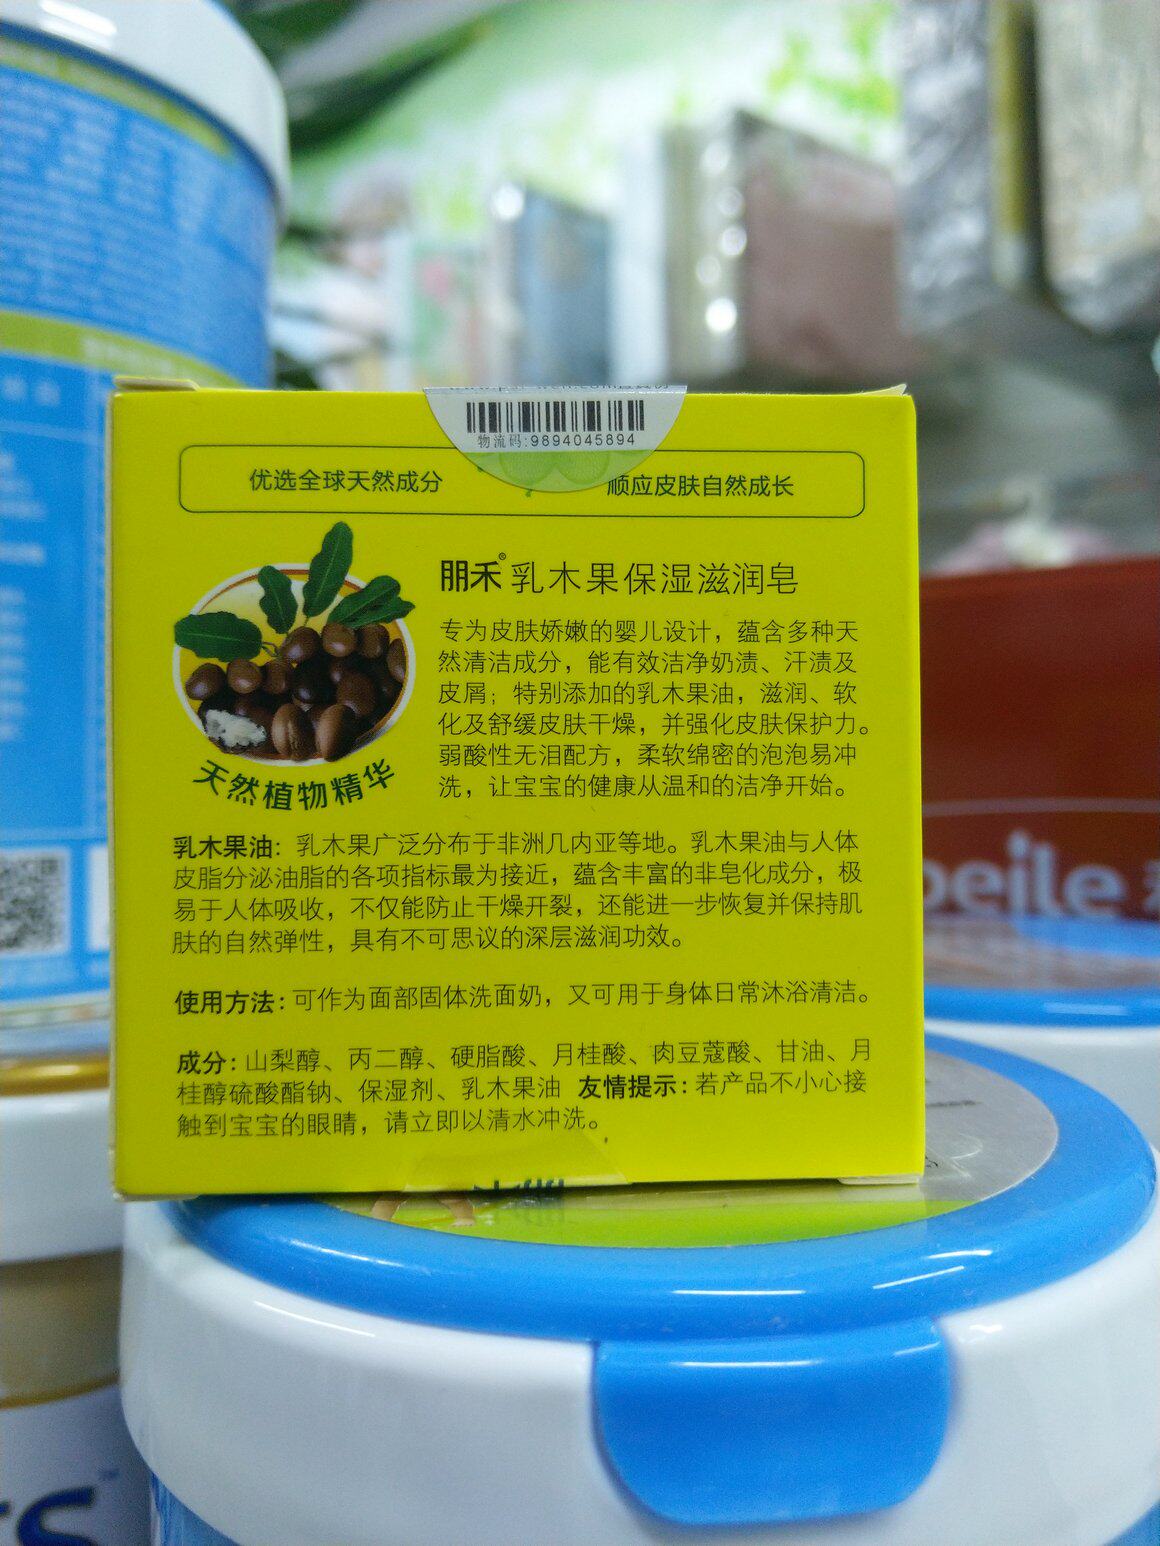 物流码:9894045894
优选全球天然成分
顺应皮肤自然成长
朋禾®乳木果保湿滋润皂
专为皮肤娇嫩的婴儿设计，蕴含多种天
然清洁成分，能有效洁净奶渍、汗渍及
皮屑；特别添加的乳木果油，滋润、软
化及舒缓皮肤干燥，并强化皮肤保护力。
弱酸性无泪配方，柔软绵密的泡泡易冲
洗，让宝宝的健康从温和的洁净开始。
天然植物精华
乳木果油：乳木果广泛分布于非洲几内亚等地。乳木果油与人体
皮脂分泌油脂的各项指标最为接近，蕴含丰富的非皂化成分，极
易于人体吸收，不仅能防止干燥开裂，还能进一步恢复并保持肌
肤的自然弹性，具有不可思议的深层滋润功效。
使用方法：可作为面部固体洗面奶，又可用于身体日常沐浴清洁。
成分：山梨醇、丙二醇、硬脂酸、月桂酸、肉豆蔻酸、甘油、月
桂醇硫酸酯钠、保湿剂、乳木果油 友情提示：若产品不小心接
触到宝宝的眼睛，请立即以清水冲洗。
beile